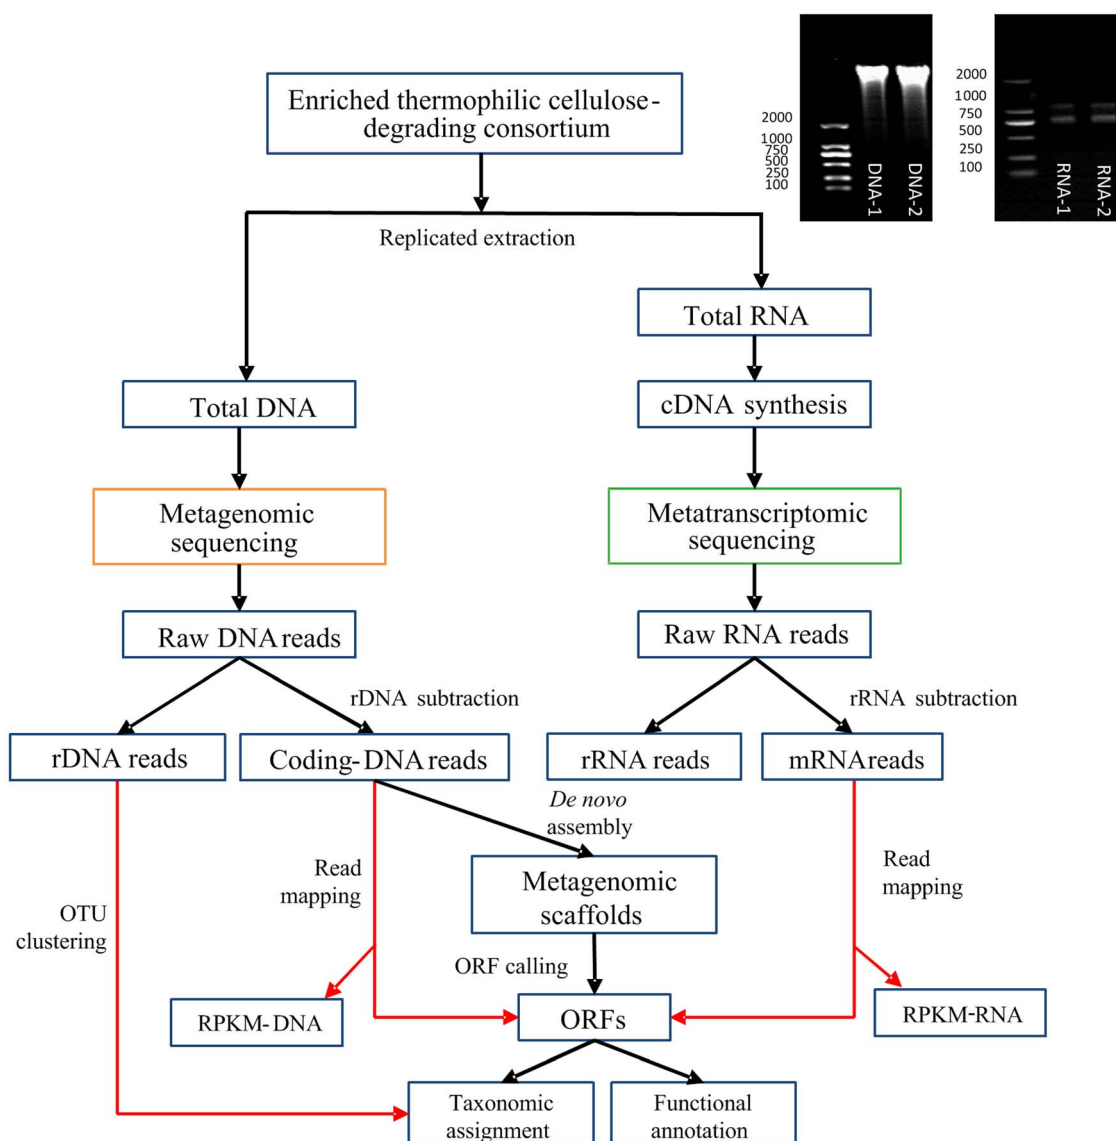 Enriched thermophilic cellulose-
degrading consortium
2000
1000
750
500
250
100
DNA-1
DNA-2
2000
1000
750
500
250
100
RNA-1
RNA-2
Replicated extraction
Total RNA
Total DNA
cDNA synthesis
Metagenomic
sequencing
Metatranscriptomic
sequencing
Raw DNA reads
Raw RNA reads
rDNA subtraction
rRNA subtraction
rDNA reads
Coding-DNA reads
rRNA reads
mRNA reads
De novo
assembly
Read
mapping
Metagenomic
scaffolds
Read
mapping
OTU
clustering
ORF calling
RPKM-DNA
ORFs
RPKM-RNA
Taxonomic
assignment
Functional
annotation